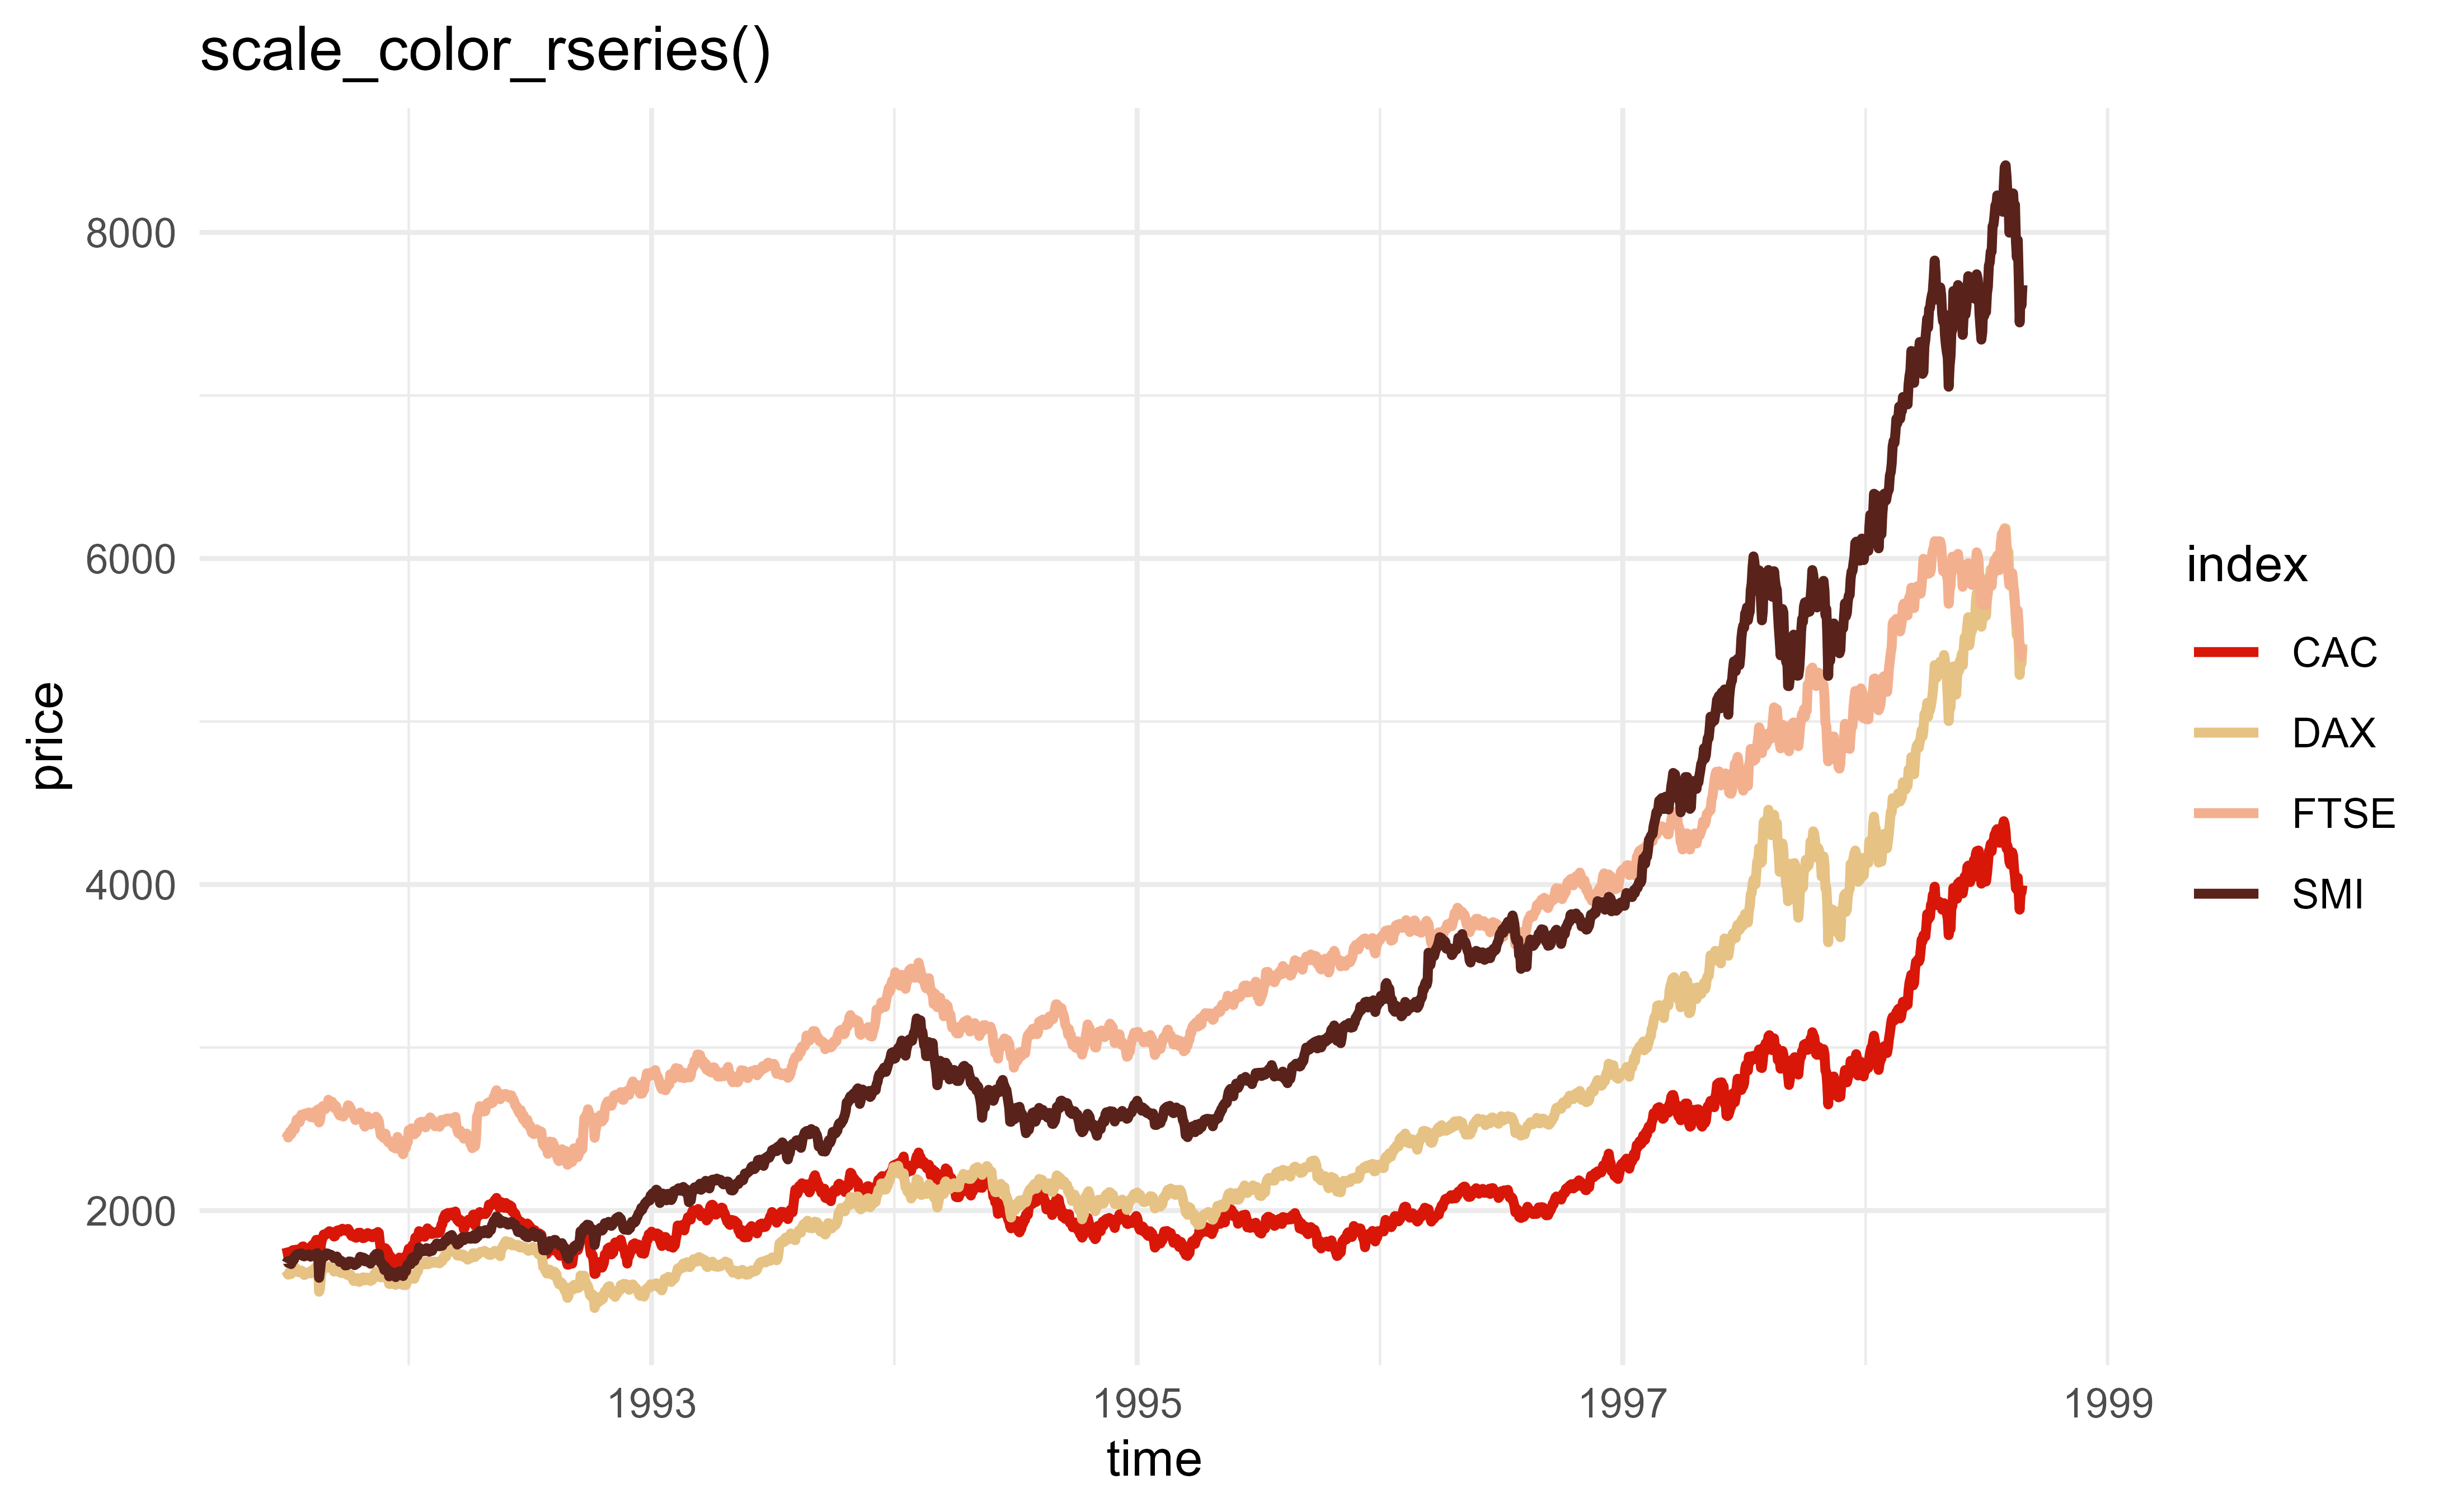 scale_color_rseries()
8000
6000
4000
2000
price
1993
1995
1997
1999
time
index
CAC
DAX
FTSE
SMI